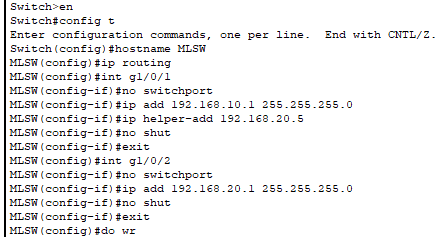 Switch>en
Switch#config t
Enter configuration commands, one per line.  End with CNTL/Z.
Switch(config)#hostname MLSW
MLSW(config)#ip routing
MLSW(config)#int g1/0/1
MLSW(config-if)#no switchport
MLSW(config-if)#ip add 192.168.10.1 255.255.255.0
MLSW(config-if)#ip helper-add 192.168.20.5
MLSW(config-if)#no shut
MLSW(config-if)#exit
MLSW(config)#int g1/0/2
MLSW(config-if)#no switchport
MLSW(config-if)#ip add 192.168.20.1 255.255.255.0
MLSW(config-if)#no shut
MLSW(config-if)#exit
MLSW(config)#do wr